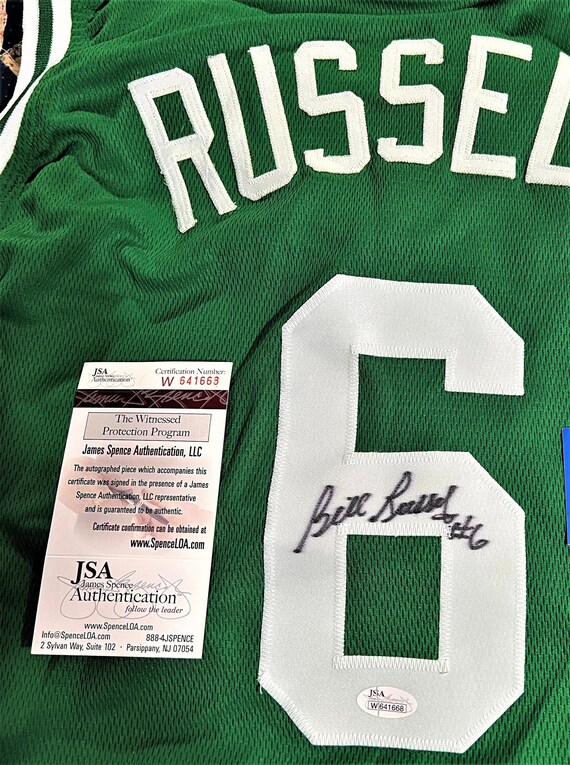 RUSSEL
JSA
Authentication
Certification Number:
W 641668
The Witnessed
Protection Program
James Spence Authentication, LLC
The autographed piece which accompanies this
certificate was signed in the presence of a James
Spence Authentication, LLC representative
and is guaranteed to be authentic.
Certificate confirmation can be obtained at
www.SpenceLOA.com
JSA
James Spence
Authentication
follow the leader
www.SpenceLOA.com
Info@SpenceLOA.com 888-4JSPENCE
2 Sylvan Way, Suite 102 · Parsippany, NJ 07054
6
Bill Russell
#6
JSA
W 641668